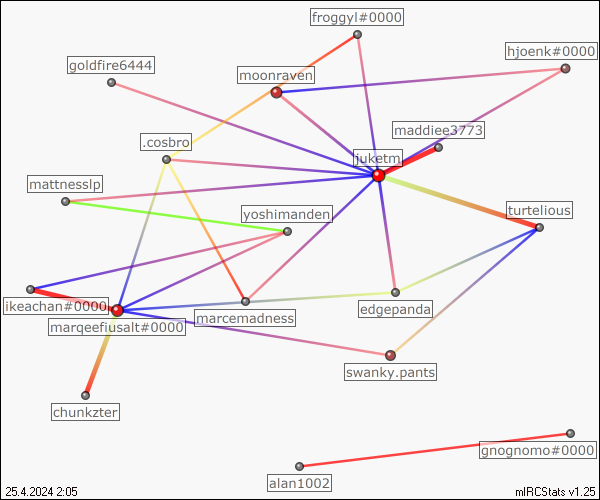 froggyl#0000
hjoenk#0000
goldfire6444
moonraven
maddiee3773
.cosbro
juketm
mattnesslp
yoshimanden
turtelious
ikeachan#0000
edgepanda
marcemadness
marqeefiusalt#0000
swanky.pants
chunkzter
gnognomo#0000
alan1002
25.4.2024 2:05
mIRCStats v1.25